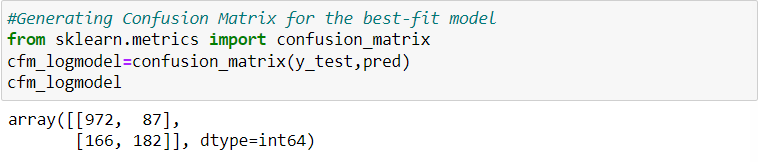 #Generating Confusion Matrix for the best-fit model
from sklearn.metrics import confusion_matrix
cfm_logmodel=confusion_matrix(y_test,pred)
cfm_logmodel
array([[972,  87],
       [166, 182]], dtype=int64)